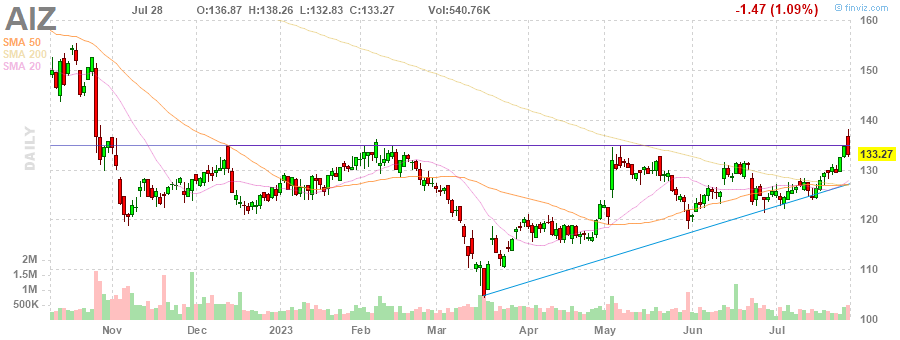 AIZ
Jul 28 O:136.87 H:138.26 L:132.83 C:133.27 Vol:540.76K -1.47 (1.09%)
© finviz.com
SMA 50
SMA 200
SMA 20
DAILY
160
150
140
133.27
130
120
110
100
2M
1.5M
1M
500K
Nov Dec 2023 Feb Mar Apr May Jun Jul